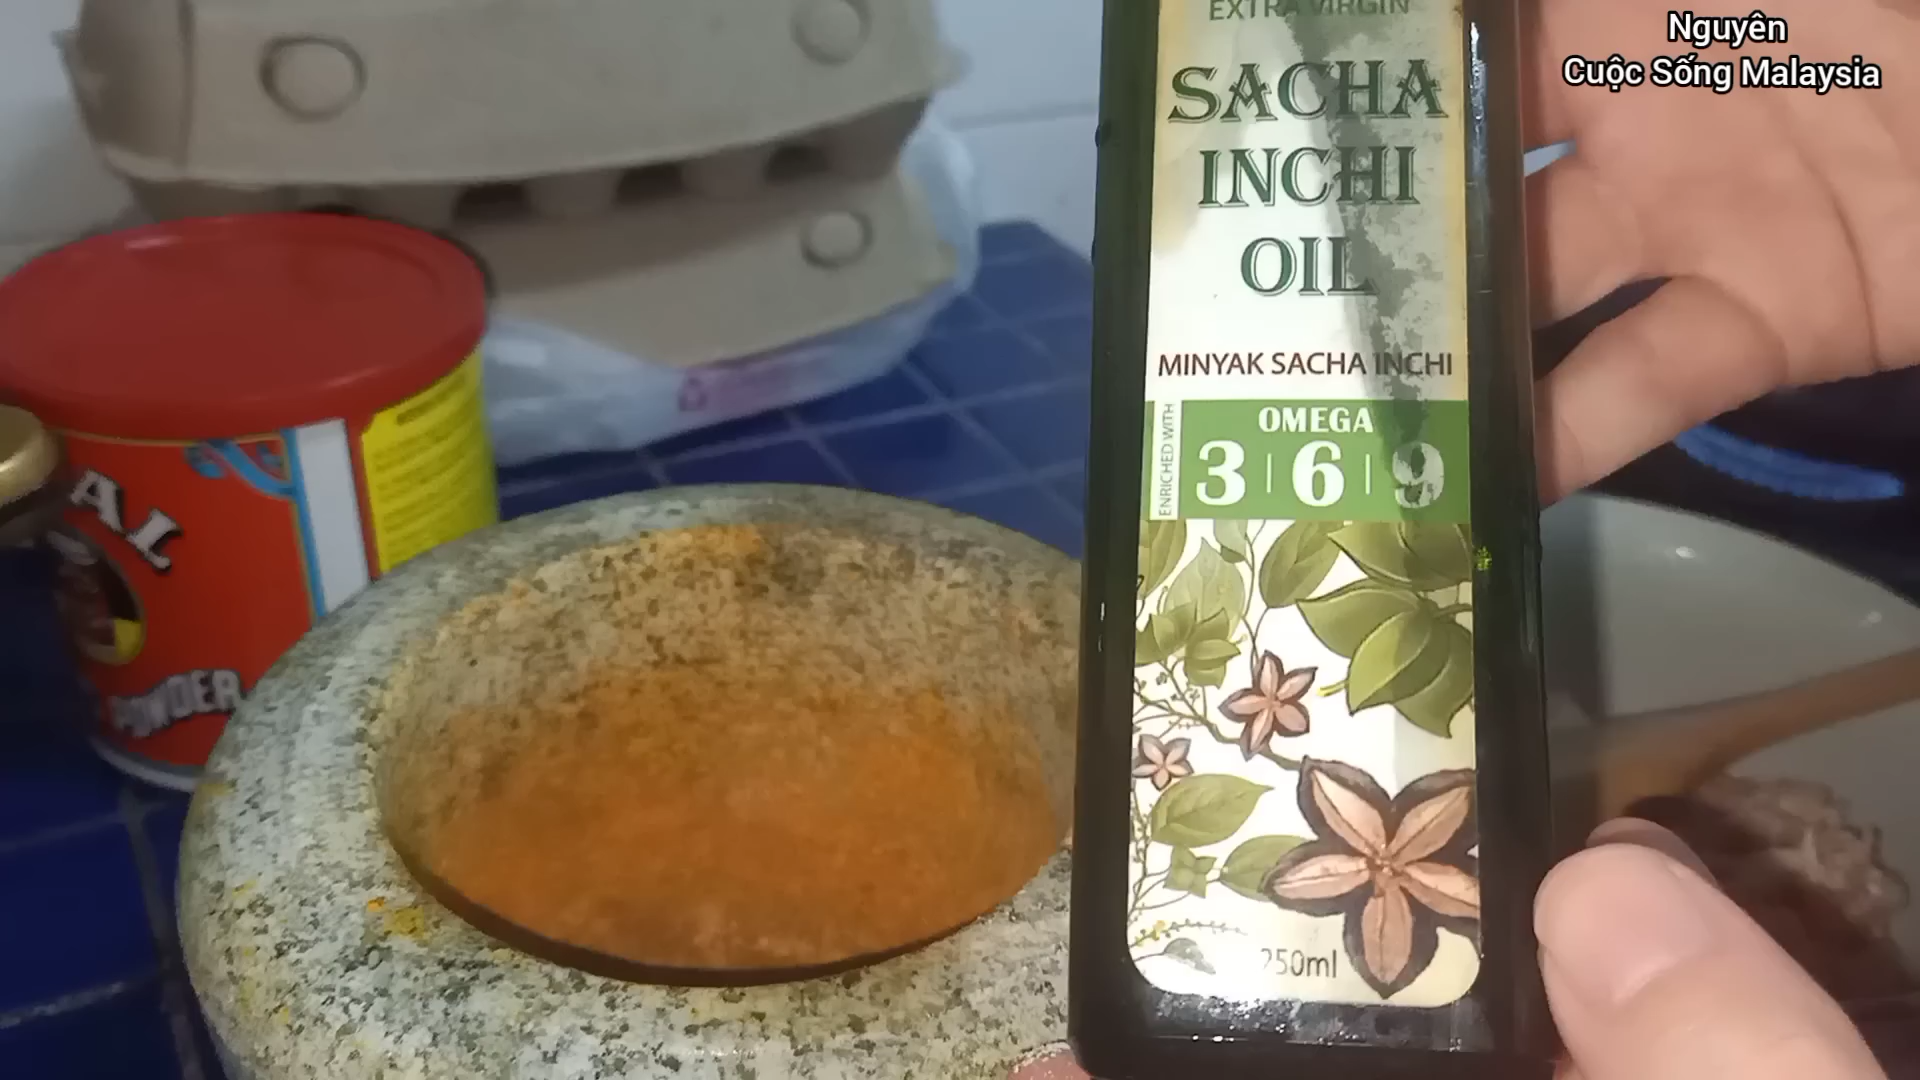 Nguyên
Cuộc Sống Malaysia
EXTRA VIRGIN
SACHA
INCHI
OIL
MINYAK SACHA INCHI
ENRICHED WITH
OMEGA
3 | 6 | 9
250ml
AL
POWDER